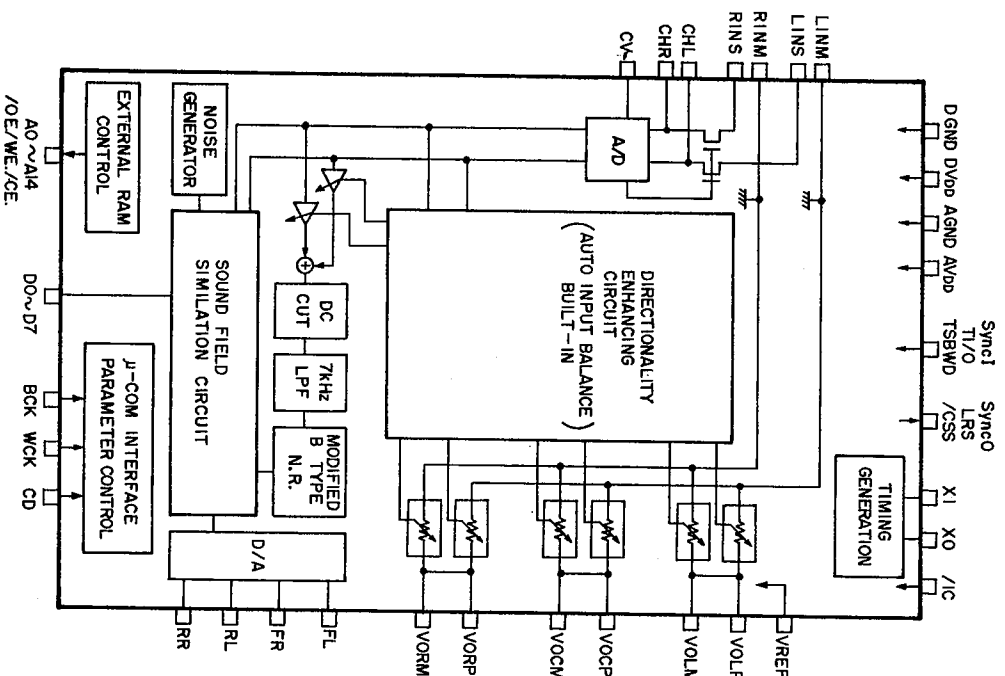 LINM
LINS
RINM
RINS
CHL
CHR
CV
DGND
DVDD
AGND
AVDD
SyncI
TI/O
TSBWD
SyncO
LRS
/CSS
XI
XO
/IC
A/D
DIRECTIONALITY
ENHANCING
CIRCUIT
(AUTO INPUT BALANCE
BUILT-IN)
TIMING
GENERATION
NOISE
GENERATOR
EXTERNAL RAM
CONTROL
SOUND FIELD
SIMILATION CIRCUIT
+
DC
CUT
7kHz
LPF
MODIFIED
B TYPE
N.R.
μ-COM INTERFACE
PARAMETER CONTROL
D/A
A0~A14
/OE./WE./CE.
D0~D7
BCK
WCK
CD
RR
RL
FR
FL
VORM
VORP
VOCM
VOCP
VOLM
VOLP
VREF